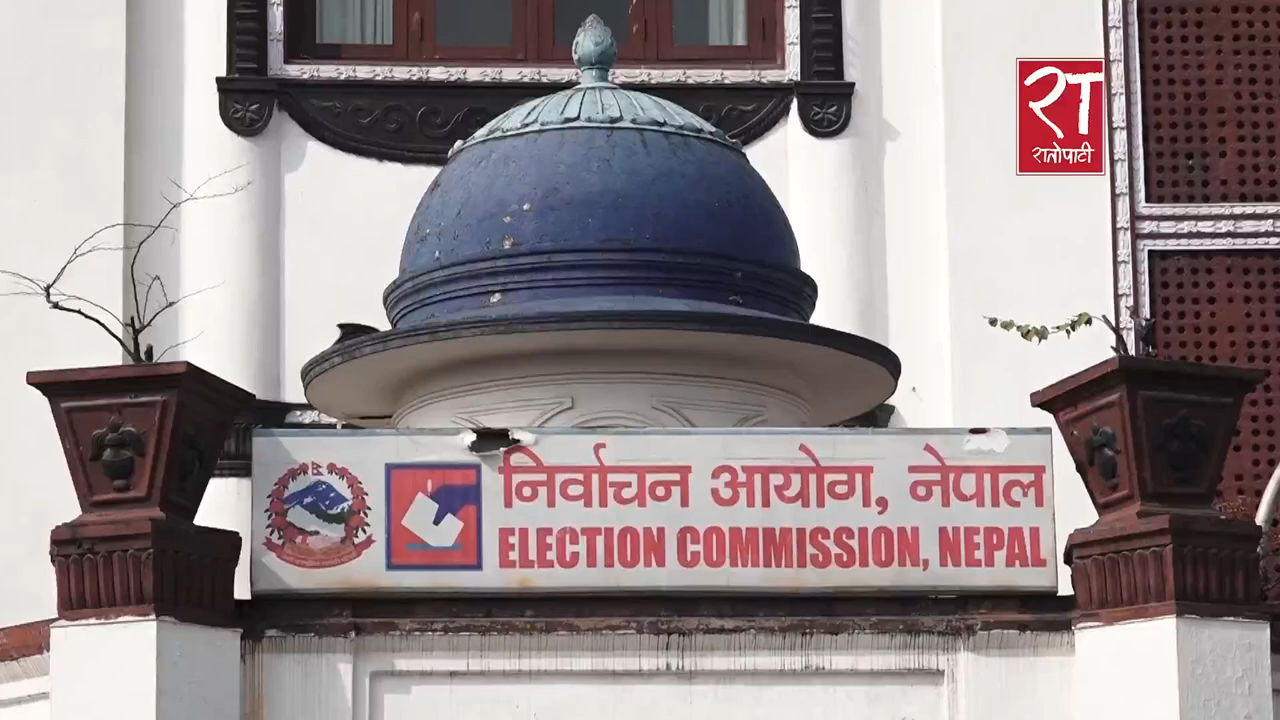 रा
रातोपाटी
निर्वाचन आयोग, नेपाल
ELECTION COMMISSION, NEPAL